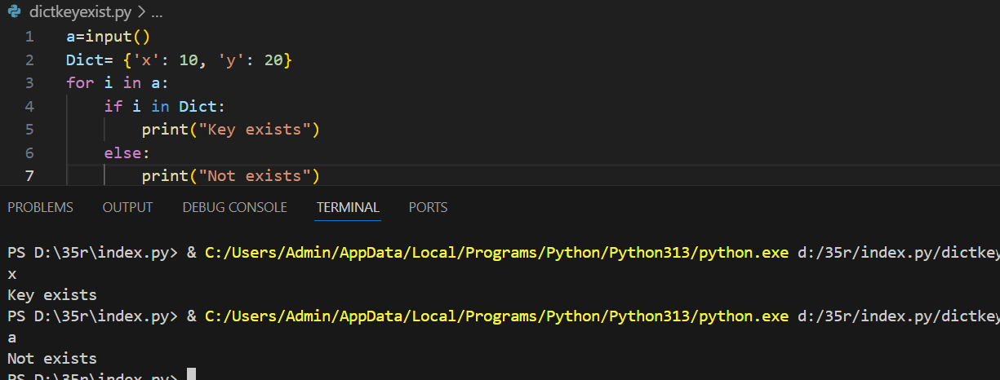 dictkeyexist.py > ...
1 a=input()
2 Dict= {'x': 10, 'y': 20}
3 for i in a:
4     if i in Dict:
5         print("Key exists")
6     else:
7         print("Not exists")
PROBLEMS OUTPUT DEBUG CONSOLE TERMINAL PORTS
PS D:\35r\index.py> & C:/Users/Admin/AppData/Local/Programs/Python/Python313/python.exe d:/35r/index.py/dictkey
x
Key exists
PS D:\35r\index.py> & C:/Users/Admin/AppData/Local/Programs/Python/Python313/python.exe d:/35r/index.py/dictkey
a
Not exists
PS D:\35r\index.py>